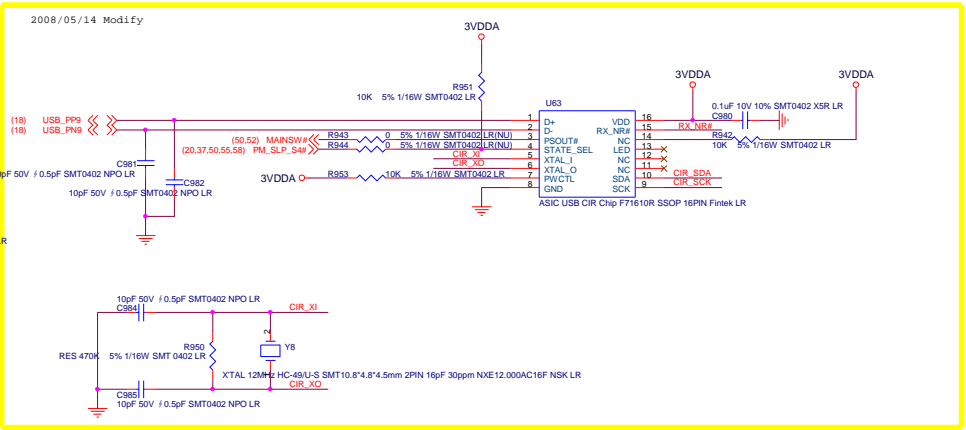 2008/05/14 Modify
3VDDA
R951
10K 5% 1/16W SMT0402 LR
3VDDA
3VDDA
U63
0.1uF 10V 10% SMT0402 X5R LR
C980
(18) USB_PP9
(18) USB_PN9
1 D+
2 D-
3 PSOUT#
4 STATE_SEL
5 XTAL_I
6 XTAL_O
7 PWCTL
8 GND
VDD 16
RX_NR# 15
NC 14
LED 13
NC 12
NC 11
SDA 10
SCK 9
RX_NR#
R942
10K 5% 1/16W SMT0402 LR
(50,52) MAINSW#
R943
0 5% 1/16W SMT0402 LR(NU)
(20,37,50,55,58) PM_SLP_S4#
R944
0 5% 1/16W SMT0402 LR(NU)
CIR_XI
CIR_XO
3VDDA
R953
10K 5% 1/16W SMT0402 LR
CIR_SDA
CIR_SCK
ASIC USB CIR Chip F71610R SSOP 16PIN Fintek LR
C981
0pF 50V ∮0.5pF SMT0402 NPO LR
C982
10pF 50V ∮0.5pF SMT0402 NPO LR
LR
10pF 50V ∮0.5pF SMT0402 NPO LR
C984
CIR_XI
R950
RES 470K 5% 1/16W SMT 0402 LR
2
Y8
X'TAL 12MHz HC-49/U-S SMT10.8*4.8*4.5mm 2PIN 16pF 30ppm NXE12.000AC16F NSK LR
CIR_XO
C985
10pF 50V ∮0.5pF SMT0402 NPO LR